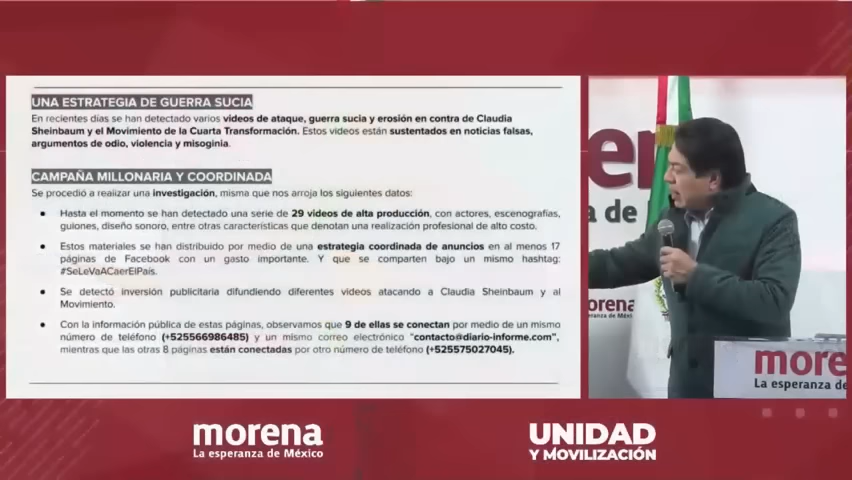 UNA ESTRATEGIA DE GUERRA SUCIA
En recientes días se han detectado varios videos de ataque, guerra sucia y erosión en contra de Claudia
Sheinbaum y el Movimiento de la Cuarta Transformación. Estos videos están sustentados en noticias falsas,
argumentos de odio, violencia y misoginia.
CAMPAÑA MILLONARIA Y COORDINADA
Se procedió a realizar una investigación, misma que nos arroja los siguientes datos:
● Hasta el momento se han detectado una serie de 29 videos de alta producción, con actores, escenografías,
guiones, diseño sonoro, entre otras características que denotan una realización profesional de alto costo.
● Estos materiales se han distribuido por medio de una estrategia coordinada de anuncios en al menos 17
páginas de Facebook con un gasto importante. Y que se comparten bajo un mismo hashtag:
#SeLeVaACaerElPaís.
● Se detectó inversión publicitaria difundiendo diferentes videos atacando a Claudia Sheinbaum y al
Movimiento.
● Con la información pública de estas páginas, observamos que 9 de ellas se conectan por medio de un mismo
número de teléfono (+525566986485) y un mismo correo electrónico "contacto@diario-informe.com",
mientras que las otras 8 páginas están conectadas por otro número de teléfono (+525575027045).
morena
La esperanza de
morena
La esperanza de México
UNIDAD
Y MOVILIZACIÓN